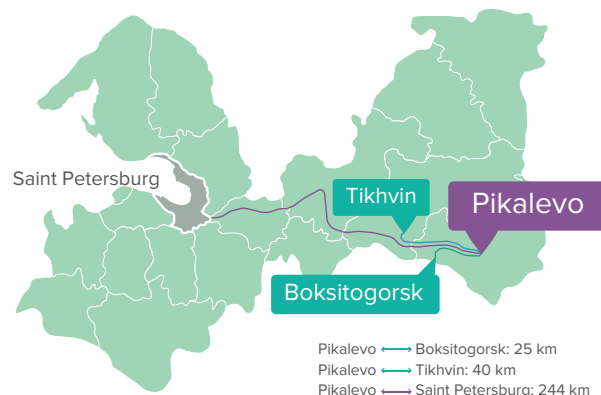 Saint Petersburg
Tikhvin
Pikalevo
Boksitogorsk
Pikalevo ⟷ Boksitogorsk: 25 km
Pikalevo ⟷ Tikhvin: 40 km
Pikalevo ⟷ Saint Petersburg: 244 km